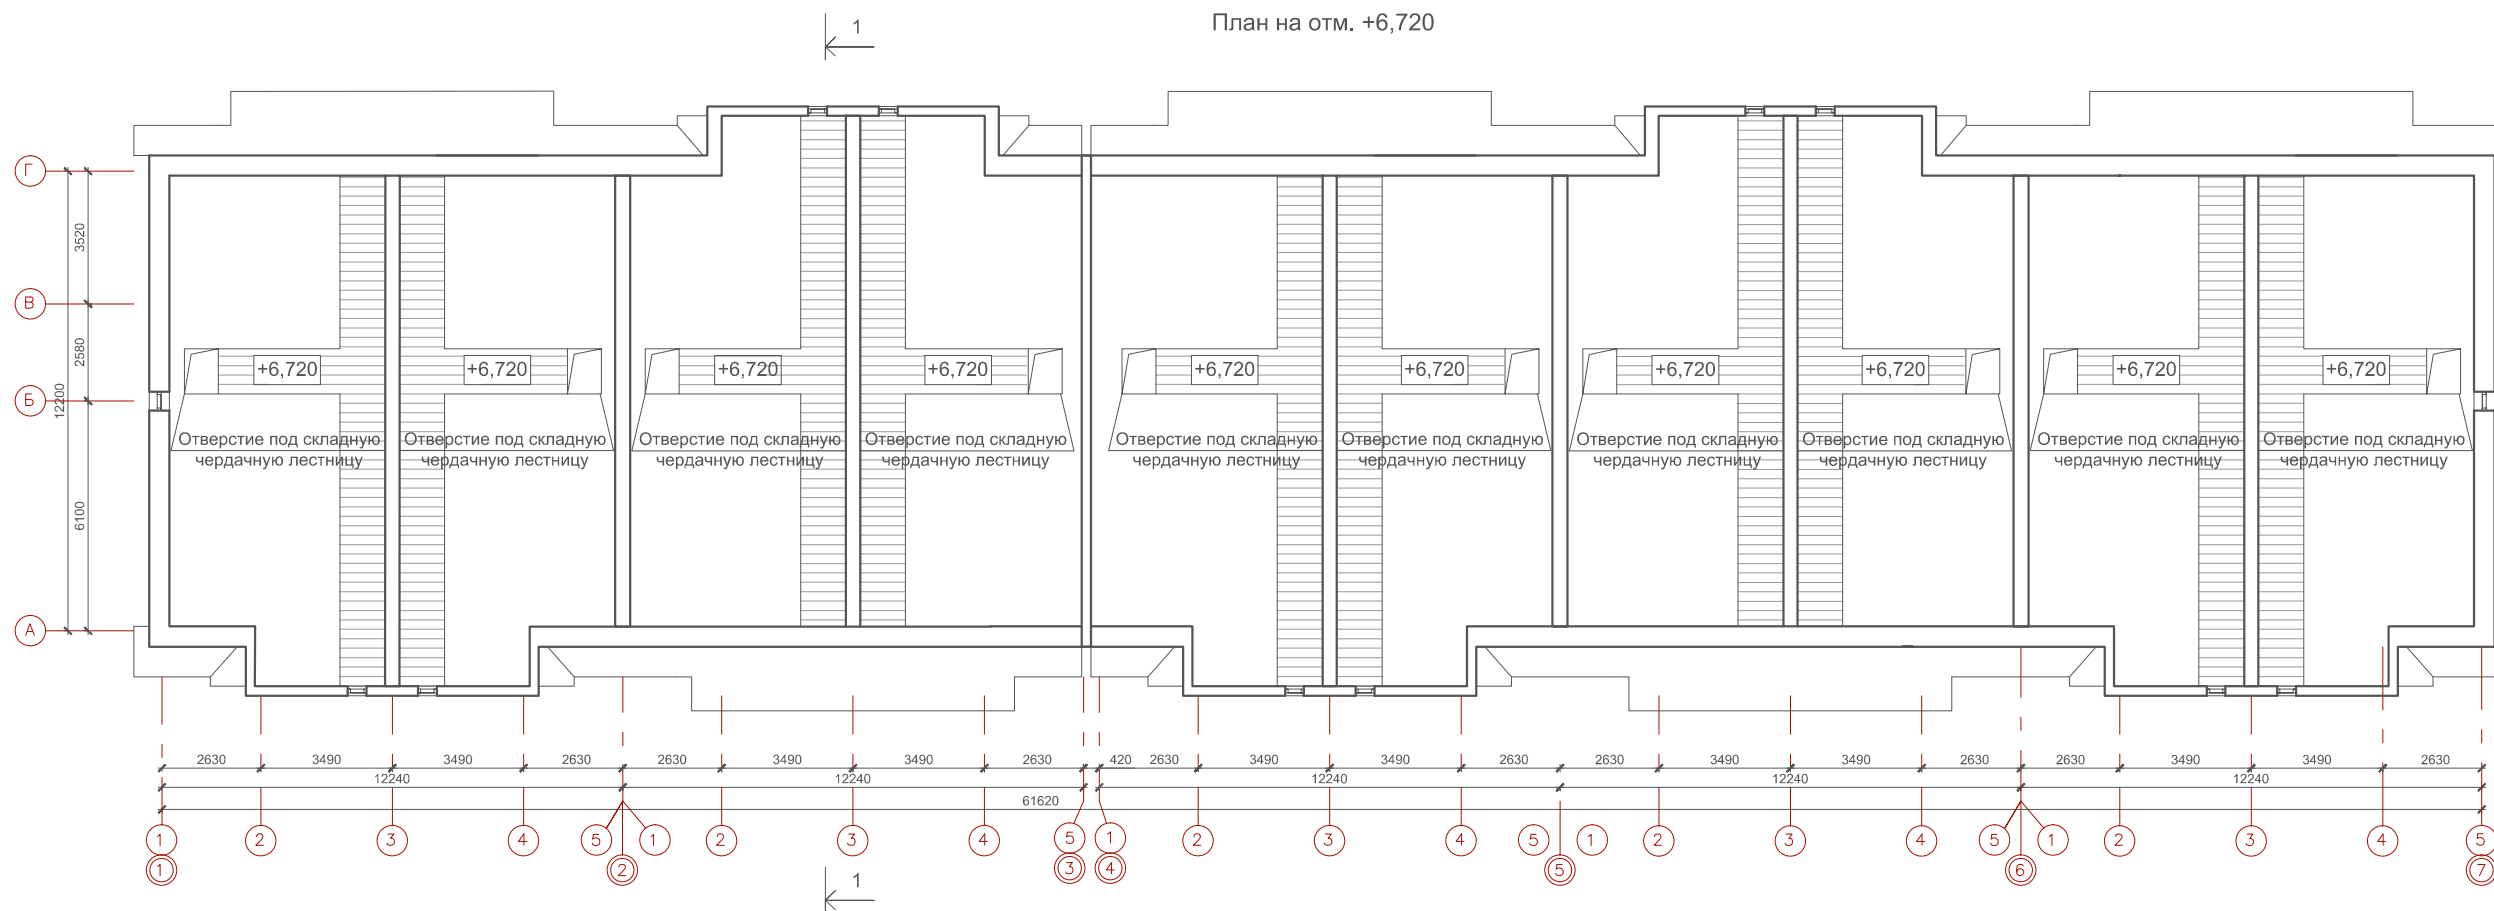 План на отм. +6,720
1
Г
В
Б
А
3520
2580
6100
12200
+6,720 +6,720 +6,720 +6,720 +6,720 +6,720 +6,720 +6,720 +6,720 +6,720
Отверстие под складную Отверстие под складную Отверстие под складную Отверстие под складную Отверстие под складную Отверстие под складную Отверстие под складную Отверстие под складную Отверстие под складную Отверстие под складную
чердачную лестницу чердачную лестницу чердачную лестницу чердачную лестницу чердачную лестницу чердачную лестницу чердачную лестницу чердачную лестницу чердачную лестницу чердачную лестницу
2630 3490 3490 2630 2630 3490 3490 2630 420 2630 3490 3490 2630 2630 3490 3490 2630 2630 3490 3490 2630
12240 12240 12240 12240 12240
61620
1 2 3 4 5 1 2 3 4 5 1 2 3 4 5 1 2 3 4 5 1 2 3 4 5
1 2 3 4 5 6 7
1